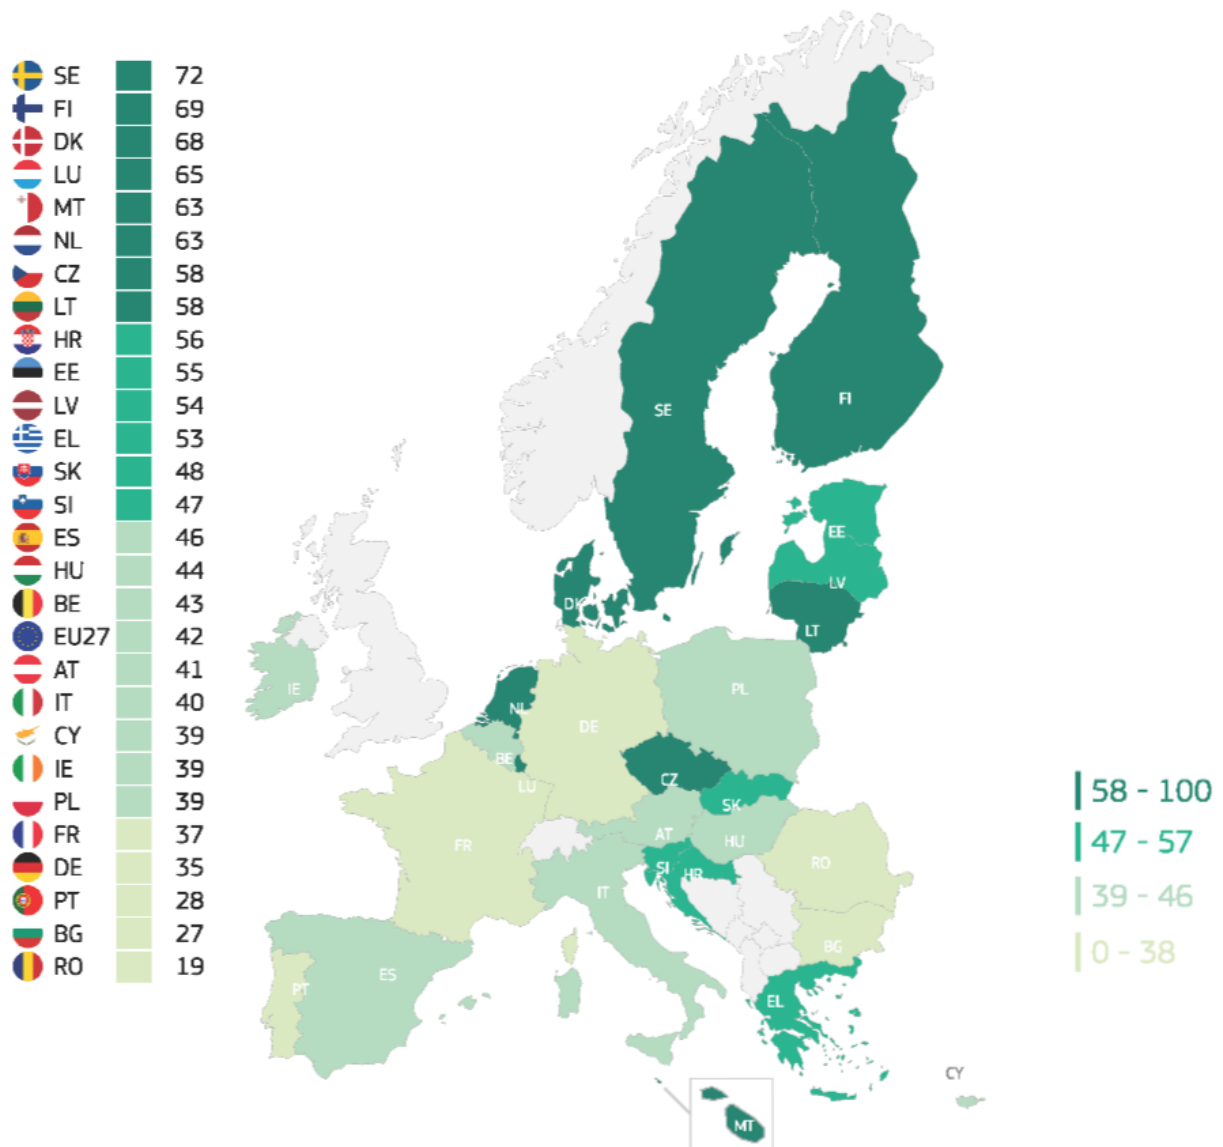 SE 72
FI 69
DK 68
LU 65
MT 63
NL 63
CZ 58
LT 58
HR 56
EE 55
LV 54
EL 53
SK 48
SI 47
ES 46
HU 44
BE 43
EU27 42
AT 41
IT 40
CY 39
IE 39
PL 39
FR 37
DE 35
PT 28
BG 27
RO 19
SE
FI
EE
LV
DK
LT
IE
PL
NL
DE
BE
CZ
LU
SK
AT
HU
FR
RO
SI
HR
IT
BG
ES
PT
EL
CY
MT
58 - 100
47 - 57
39 - 46
0 - 38